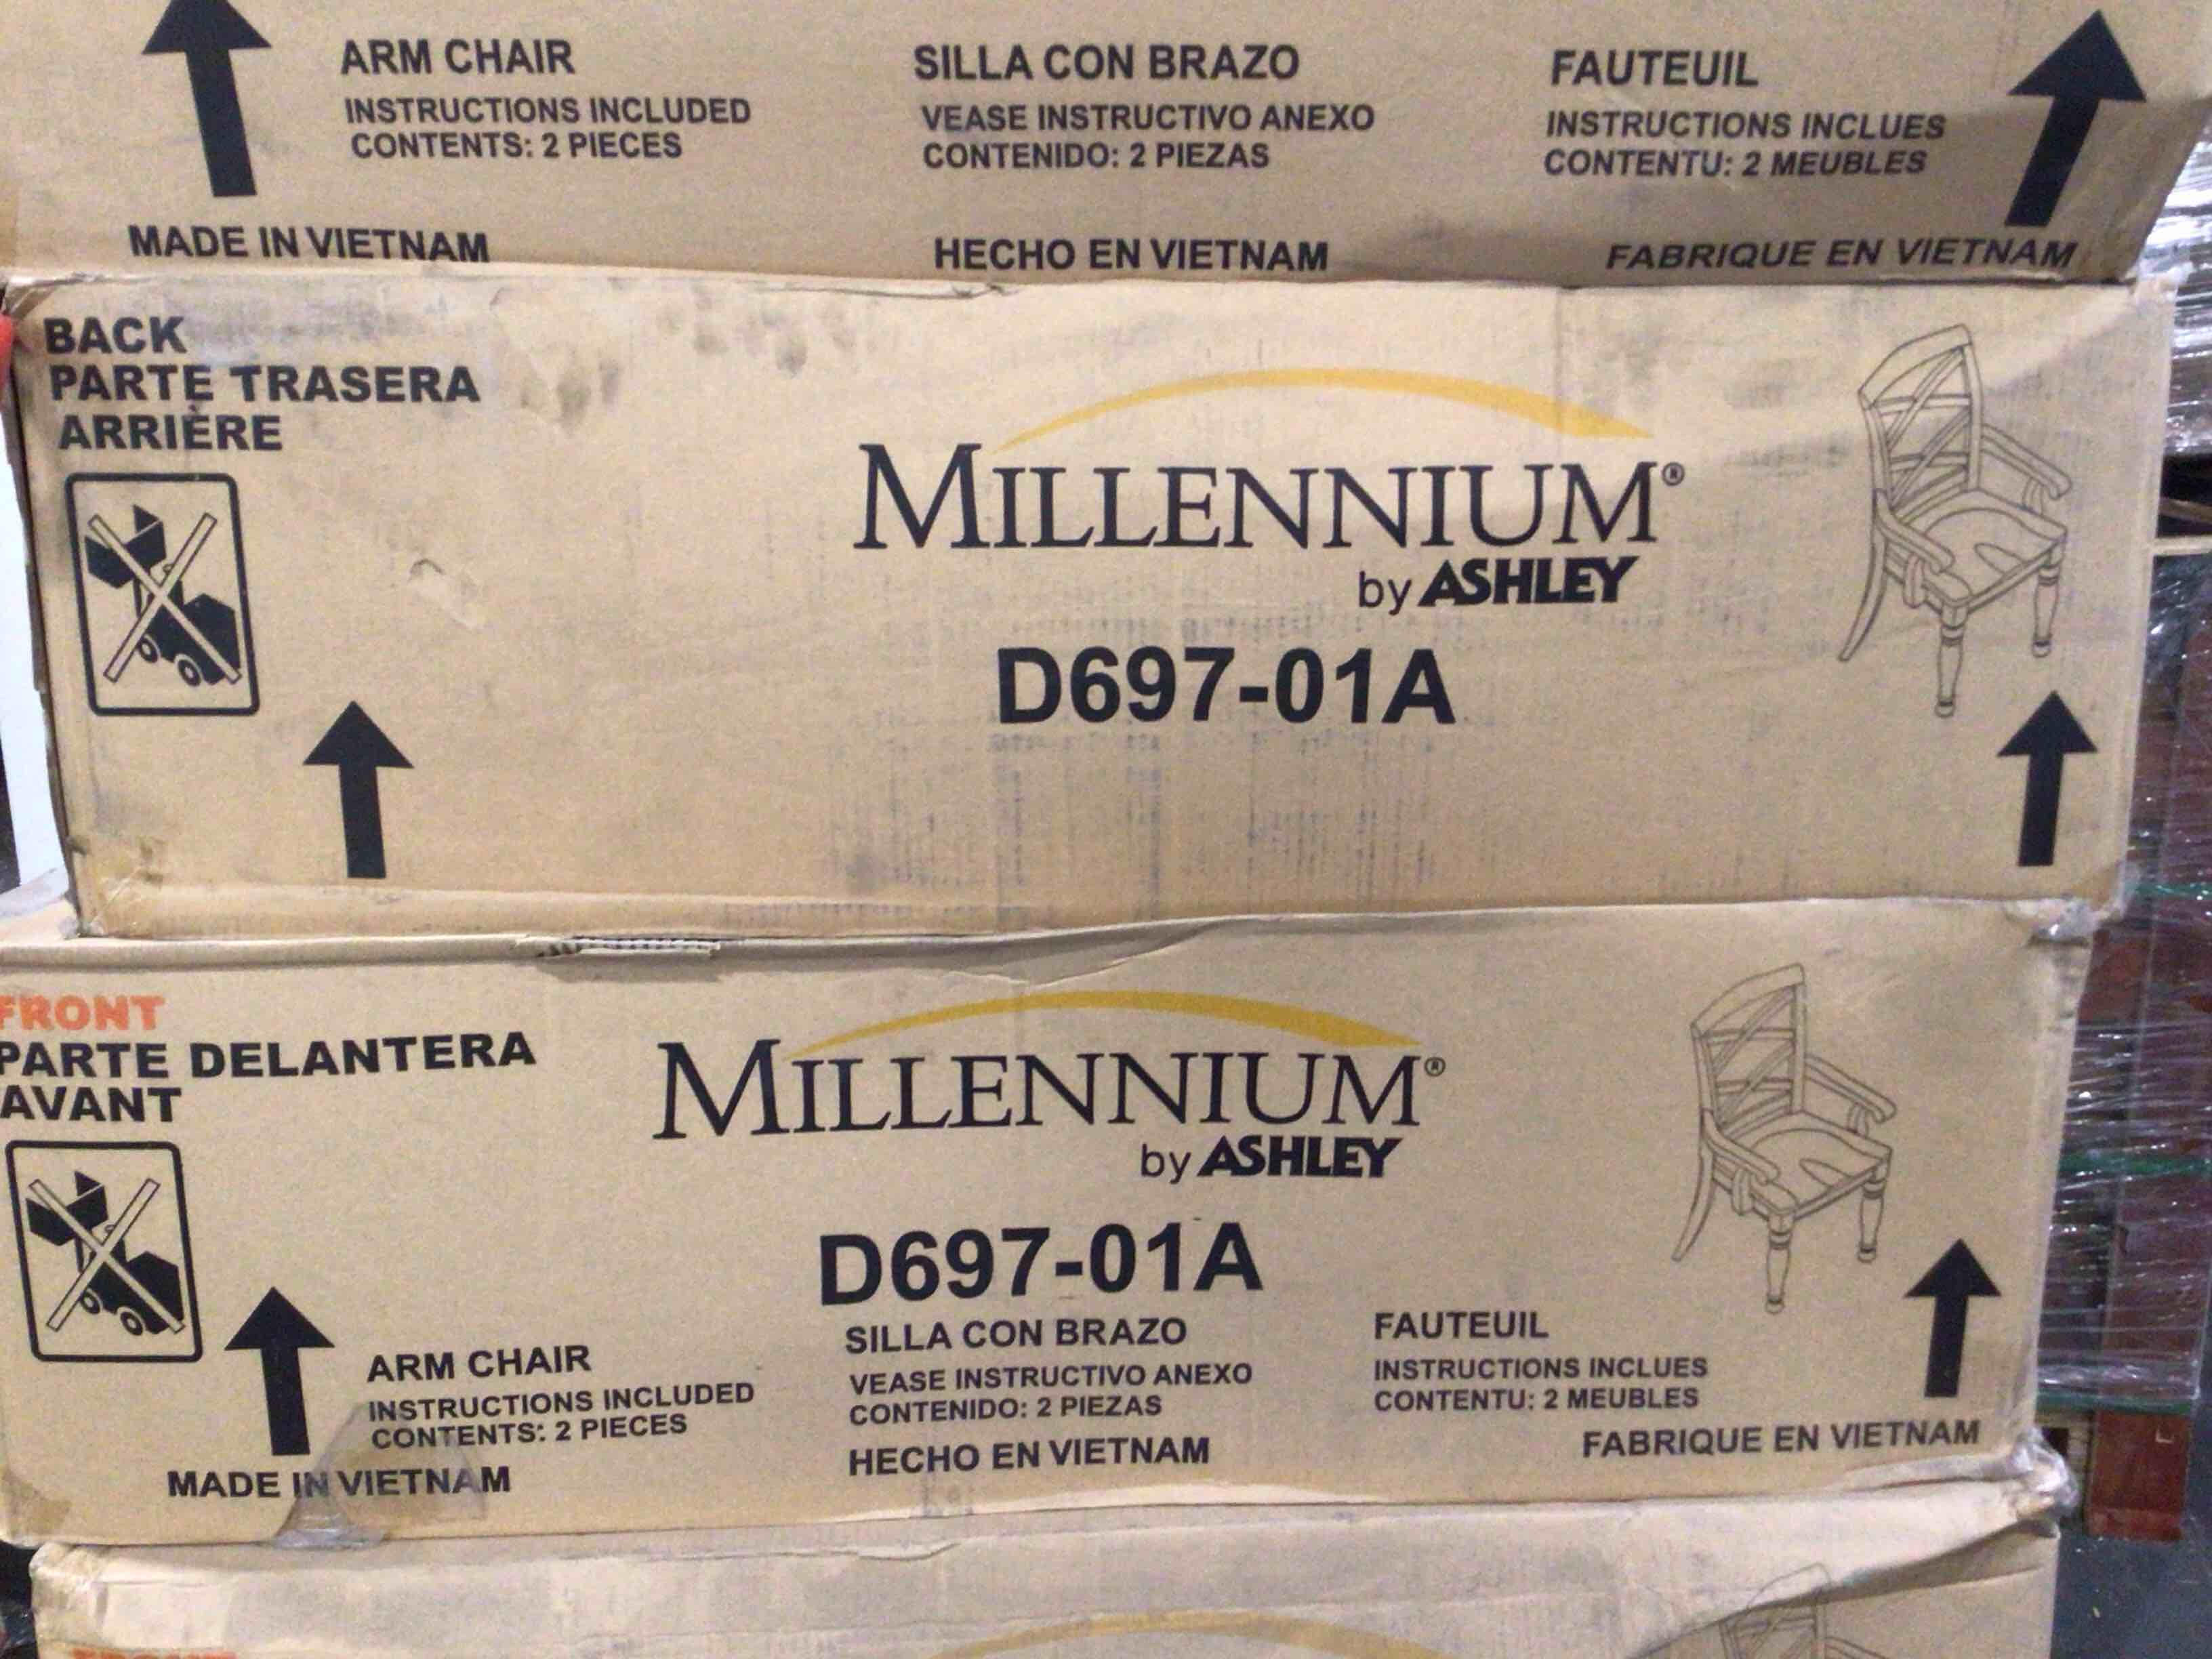 ARM CHAIR
INSTRUCTIONS INCLUDED
CONTENTS: 2 PIECES
MADE IN VIETNAM
SILLA CON BRAZO
VEASE INSTRUCTIVO ANEXO
CONTENIDO: 2 PIEZAS
HECHO EN VIETNAM
FAUTEUIL
INSTRUCTIONS INCLUES
CONTENTU: 2 MEUBLES
FABRIQUE EN VIETNAM
BACK
PARTE TRASERA
ARRIÈRE
MILLENNIUM®
by ASHLEY
D697-01A
FRONT
PARTE DELANTERA
AVANT
MILLENNIUM®
by ASHLEY
D697-01A
ARM CHAIR
INSTRUCTIONS INCLUDED
CONTENTS: 2 PIECES
MADE IN VIETNAM
SILLA CON BRAZO
VEASE INSTRUCTIVO ANEXO
CONTENIDO: 2 PIEZAS
HECHO EN VIETNAM
FAUTEUIL
INSTRUCTIONS INCLUES
CONTENTU: 2 MEUBLES
FABRIQUE EN VIETNAM